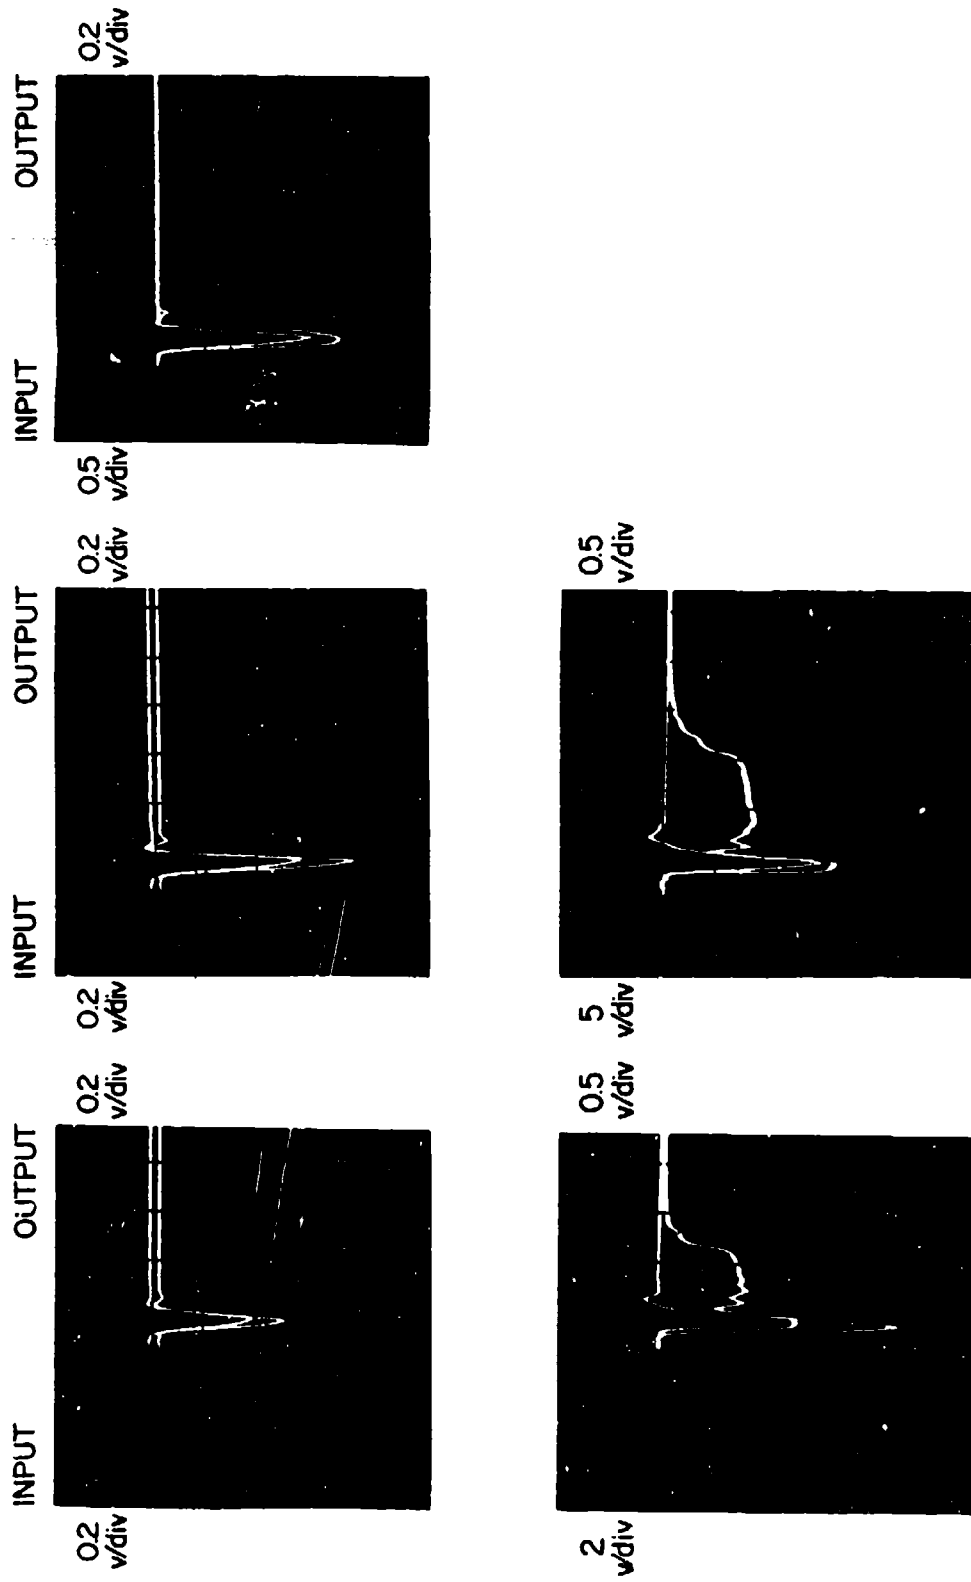 INPUT OUTPUT INPUT OUTPUT INPUT OUTPUT
0.2 0.2 0.2 0.2 0.5 0.2
v/div v/div v/div v/div v/div v/div
2 0.5 5 0.5
v/div v/div v/div v/div